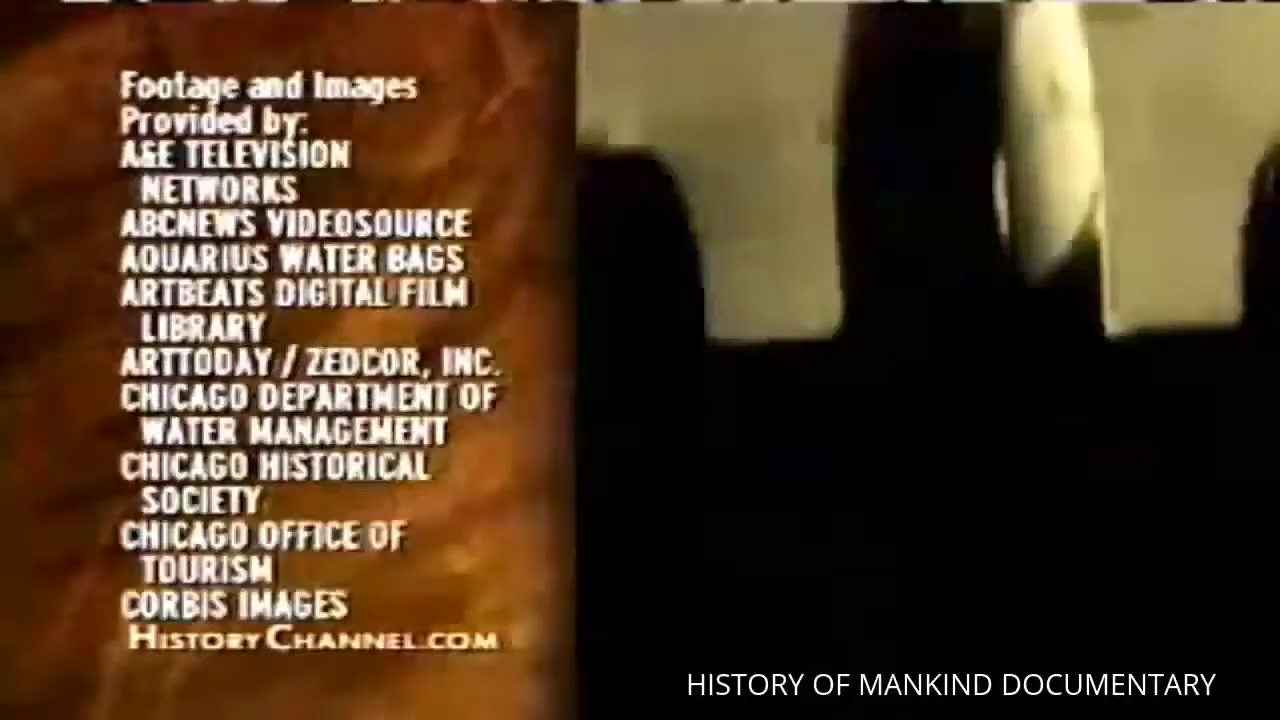 Footage and Images
Provided by:
A&E TELEVISION
NETWORKS
ABCNEWS VIDEOSOURCE
AQUARIUS WATER BAGS
ARTBEATS DIGITAL FILM
LIBRARY
ARTTODAY / ZEDCOR, INC.
CHICAGO DEPARTMENT OF
WATER MANAGEMENT
CHICAGO HISTORICAL
SOCIETY
CHICAGO OFFICE OF
TOURISM
CORBIS IMAGES
HISTORYCHANNEL.COM
HISTORY OF MANKIND DOCUMENTARY